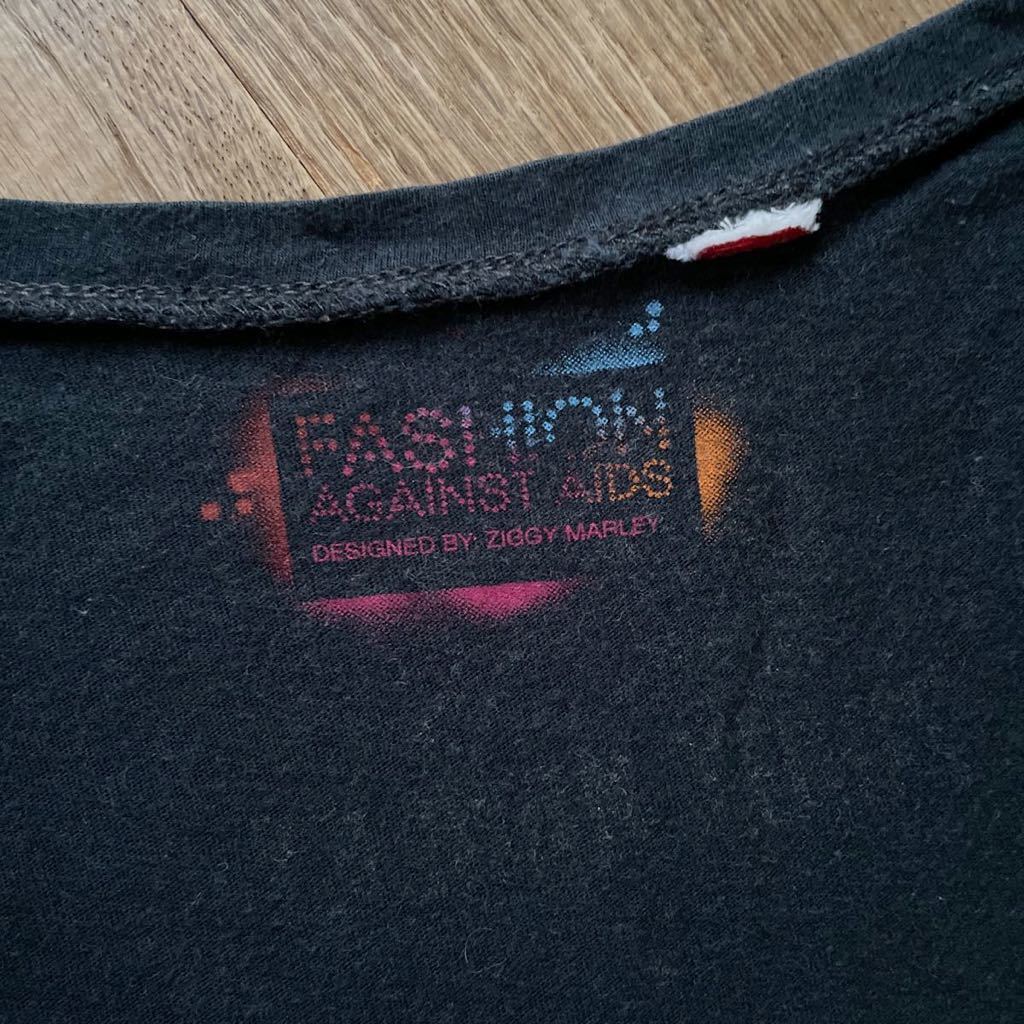 FASHION
AGAINST AIDS
DESIGNED BY: ZIGGY MARLEY